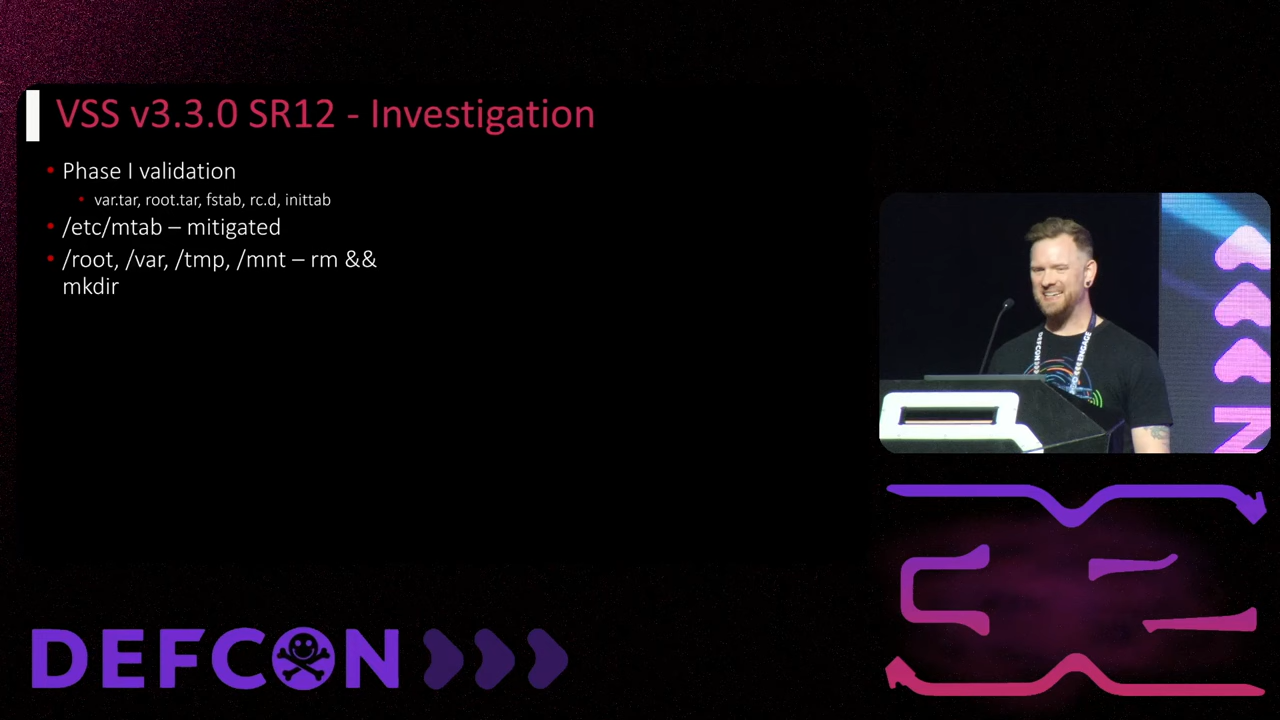 VSS v3.3.0 SR12 - Investigation
Phase I validation
var.tar, root.tar, fstab, rc.d, inittab
/etc/mtab – mitigated
/root, /var, /tmp, /mnt – rm &&
mkdir
DEFCON